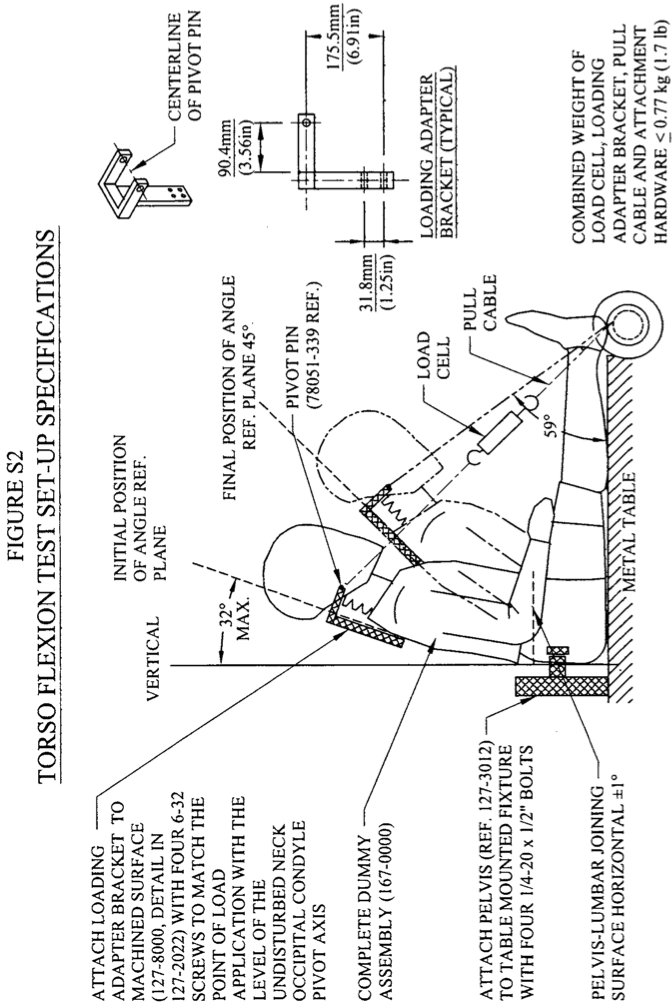 FIGURE S2
TORSO FLEXION TEST SET-UP SPECIFICATIONS
ATTACH LOADING
ADAPTER BRACKET TO
MACHINED SURFACE
(127-8000, DETAIL IN
127-2022) WITH FOUR 6-32
SCREWS TO MATCH THE
POINT OF LOAD
APPLICATION WITH THE
LEVEL OF THE
UNDISTURBED NECK
OCCIPITAL CONDYLE
PIVOT AXIS
COMPLETE DUMMY
ASSEMBLY (167-0000)
ATTACH PELVIS (REF. 127-3012)
TO TABLE MOUNTED FIXTURE
WITH FOUR 1/4-20 x 1/2" BOLTS
PELVIS-LUMBAR JOINING
SURFACE HORIZONTAL ±1°
VERTICAL
32°
MAX.
INITIAL POSITION
OF ANGLE REF.
PLANE
FINAL POSITION OF ANGLE
REF. PLANE 45°
PIVOT PIN
(78051-339 REF.)
LOAD
CELL
PULL
CABLE
59°
METAL TABLE
CENTERLINE
OF PIVOT PIN
90.4mm
(3.56in)
175.5mm
(6.91in)
31.8mm
(1.25in)
LOADING ADAPTER
BRACKET (TYPICAL)
COMBINED WEIGHT OF
LOAD CELL, LOADING
ADAPTER BRACKET, PULL
CABLE AND ATTACHMENT
HARDWARE ≤ 0.77 kg (1.7 lb)